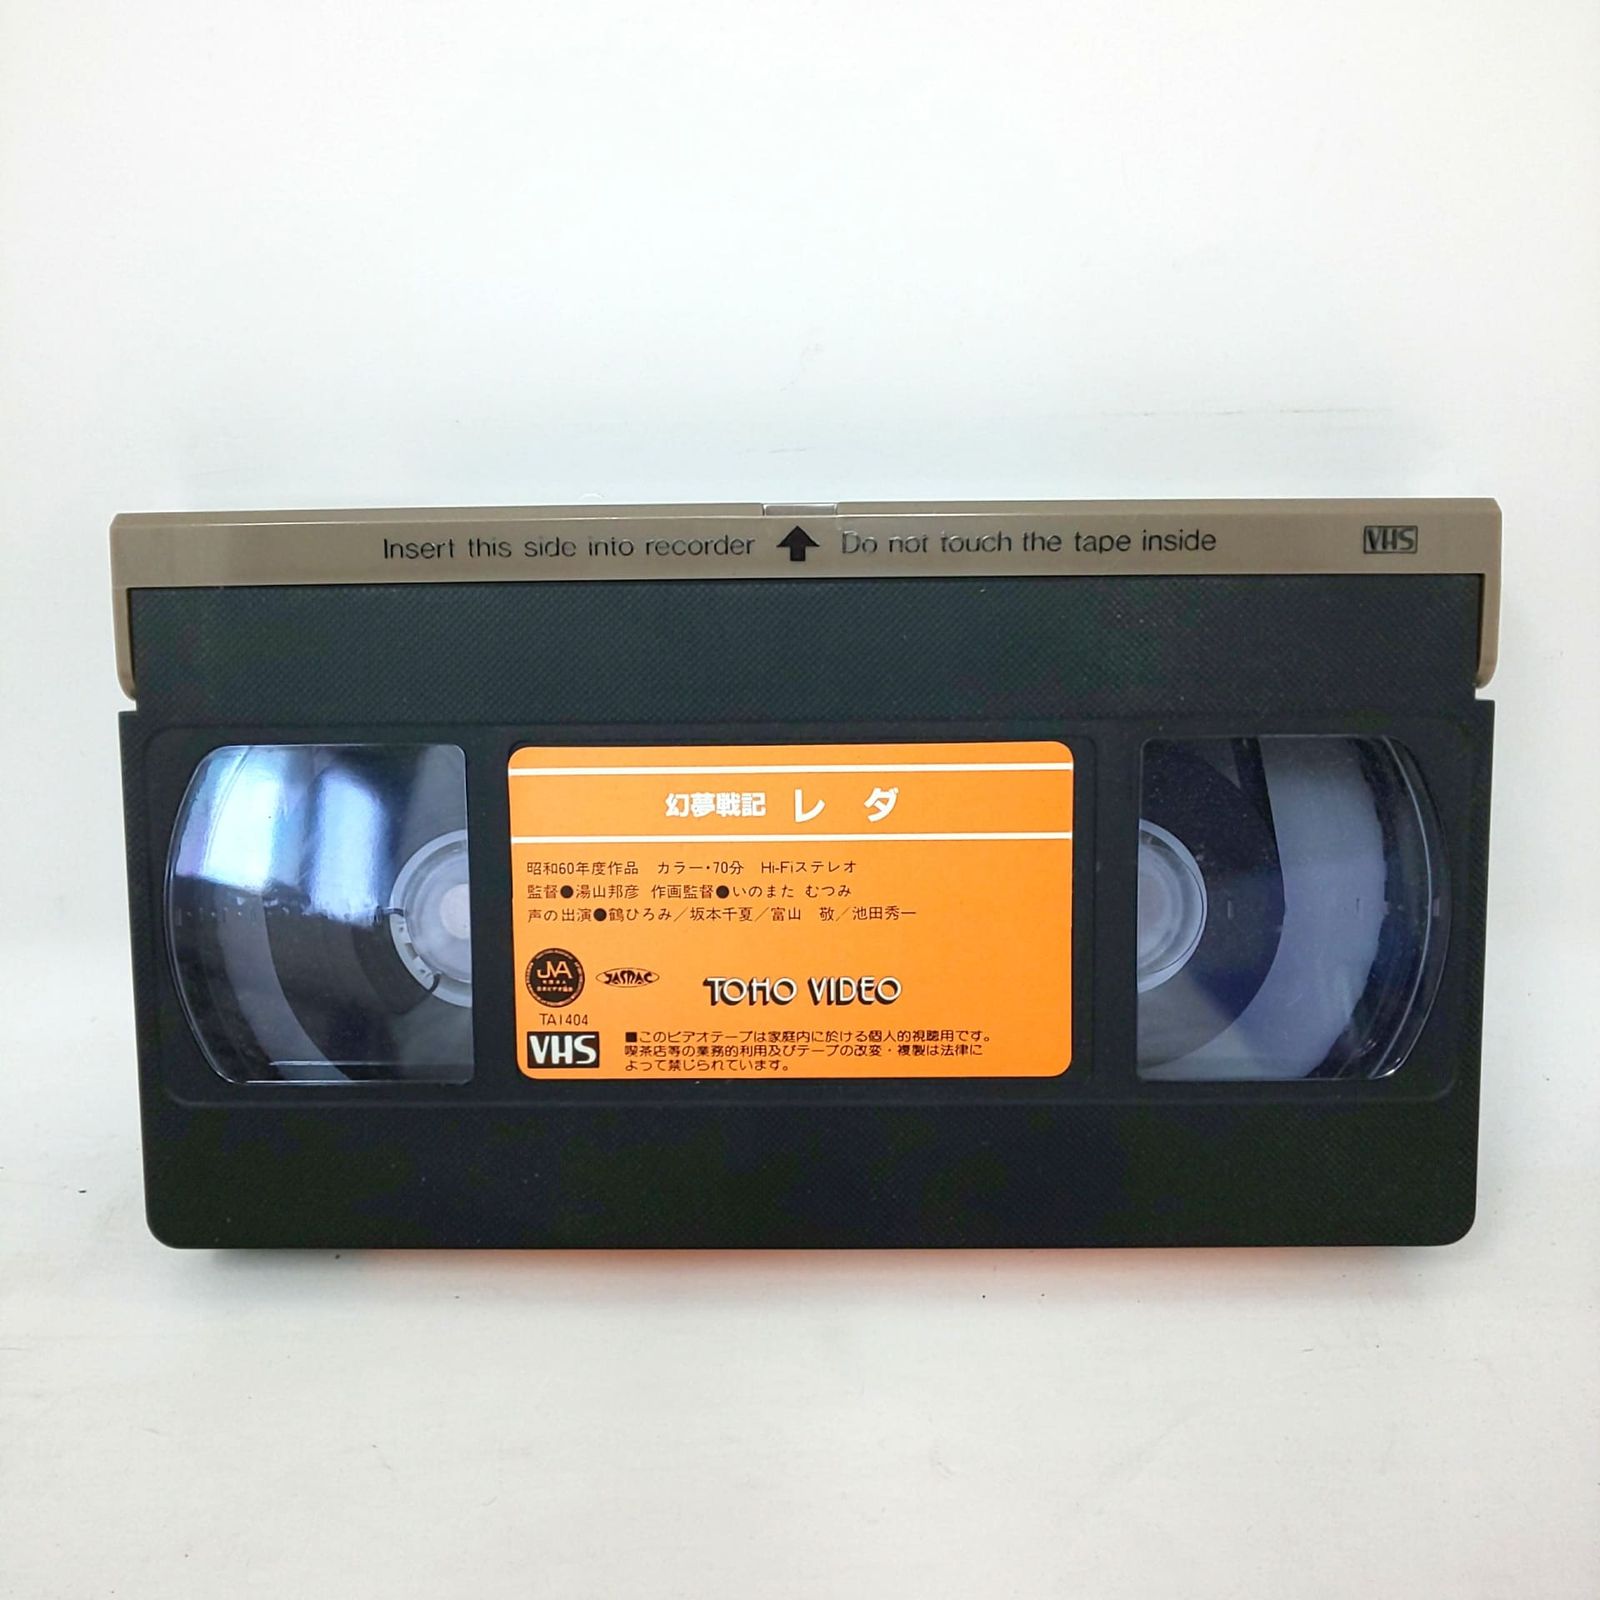 Insert this side into recorder ↑ Do not touch the tape inside VHS
幻夢戦記 レダ
昭和60年度作品 カラー・70分 Hi-Fiステレオ
監督●湯山邦彦 作画監督●いのまた むつみ
声の出演●鶴ひろみ／坂本千夏／富山 敬／池田秀一
JVA
JASRAC
TOHO VIDEO
TA1404
VHS
■このビデオテープは家庭内に於ける個人的視聴用です。
喫茶店等の業務的利用及びテープの改変・複製は法律に
よって禁じられています。